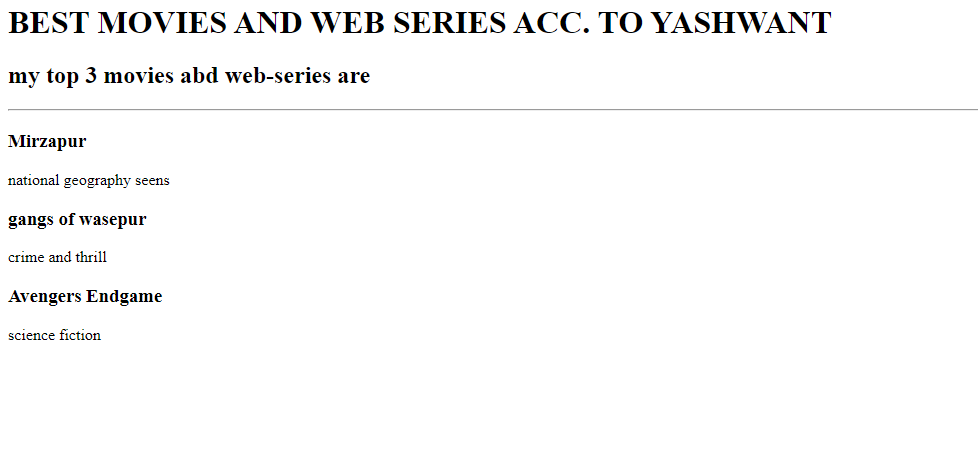 BEST MOVIES AND WEB SERIES ACC. TO YASHWANT
my top 3 movies abd web-series are
Mirzapur
national geography seens
gangs of wasepur
crime and thrill
Avengers Endgame
science fiction